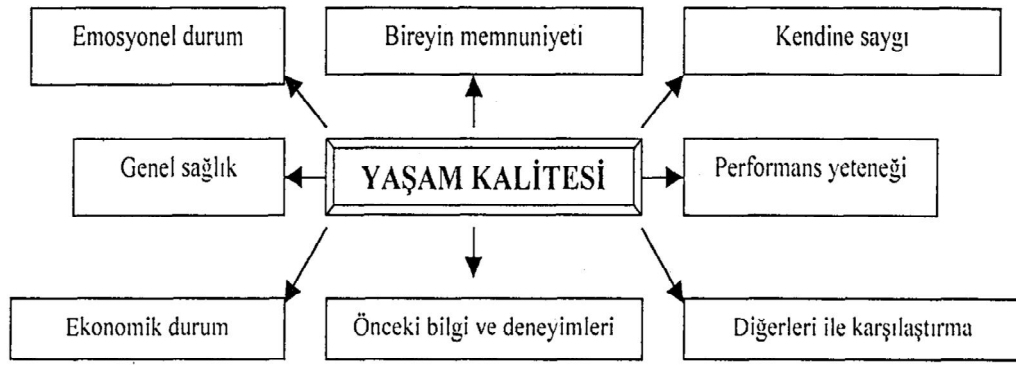 Emosyonel durum
Bireyin memnuniyeti
Kendine saygı
Genel sağlık
YAŞAM KALİTESİ
Performans yeteneği
Ekonomik durum
Önceki bilgi ve deneyimleri
Diğerleri ile karşılaştırma